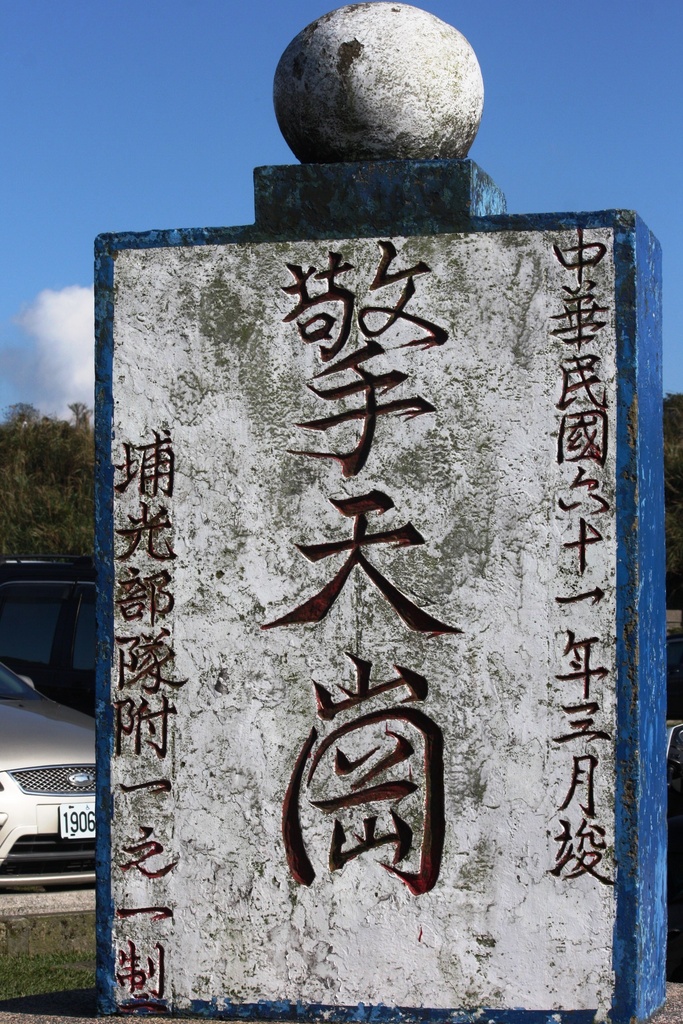 中華民國六十一年三月竣
擎天崗
埔光部隊附一之一制
1906